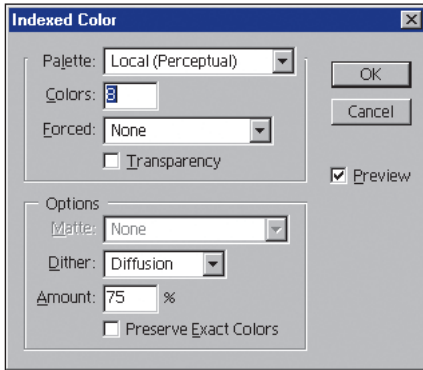 Indexed Color
Palette: Local (Perceptual)
Colors: 8
Forced: None
Transparency
OK
Cancel
Preview
Options
Matte: None
Dither: Diffusion
Amount: 75 %
Preserve Exact Colors